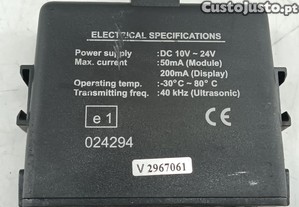 CustoJusto.pt
ELECTRICAL SPECIFICATIONS
Power supply :DC 10V ~ 24V
Max. current :50mA (Module)
200mA (Display)
Operating temp. :-30°C ~ 80°C
Transmitting freq. :40 kHz (Ultrasonic)
e1
CE
024294
V 2967061